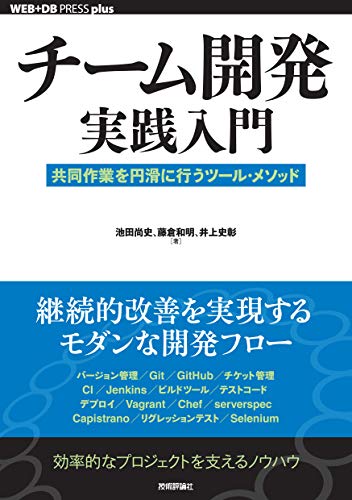 WEB+DB PRESS plus
チーム開発
実践入門
共同作業を円滑に行うツール・メソッド
池田尚史、藤倉和明、井上史彰
[著]
継続的改善を実現する
モダンな開発フロー
バージョン管理／Git／GitHub／チケット管理
CI／Jenkins／ビルドツール／テストコード
デプロイ／Vagrant／Chef／serverspec
Capistrano／リグレッションテスト／Selenium
効率的なプロジェクトを支えるノウハウ
技術評論社